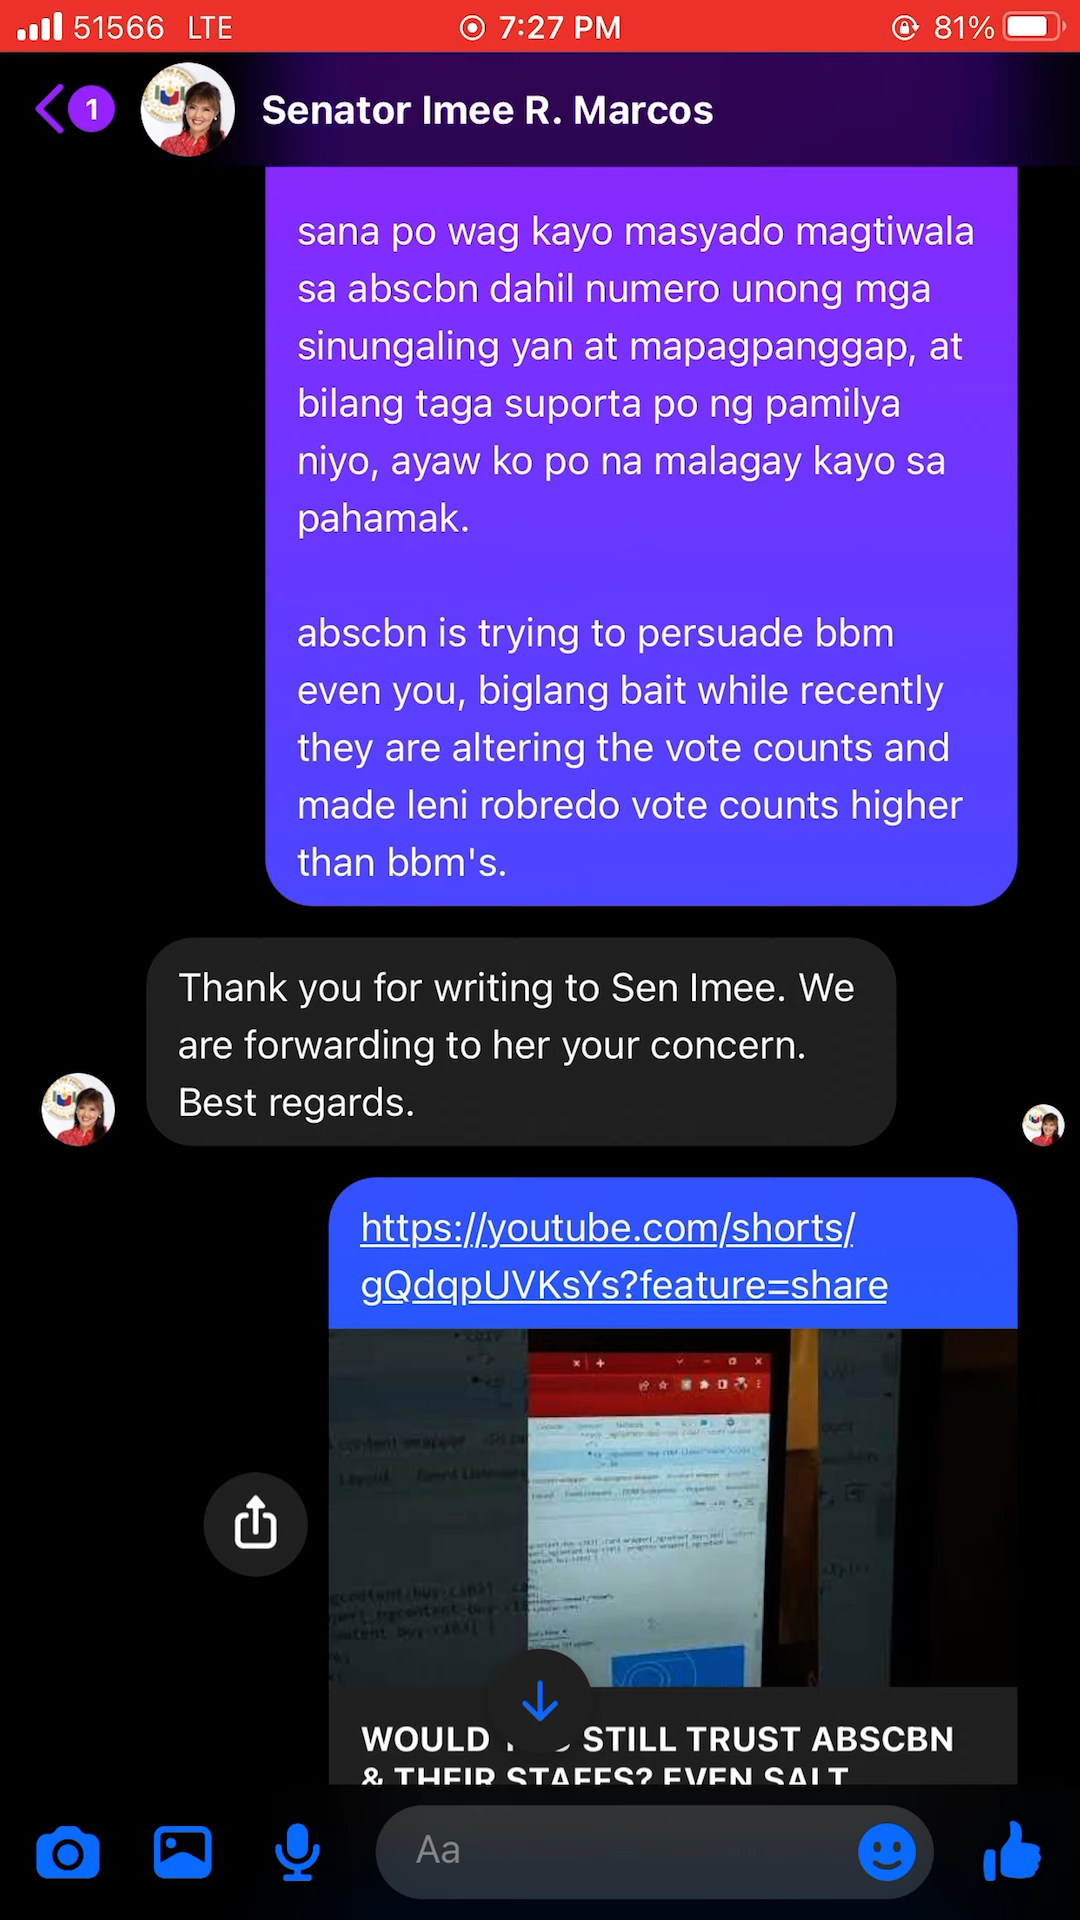 51566 LTE 7:27 PM 81%
1 Senator Imee R. Marcos
sana po wag kayo masyado magtiwala
sa abscbn dahil numero unong mga
sinungaling yan at mapagpanggap, at
bilang taga suporta po ng pamilya
niyo, ayaw ko po na malagay kayo sa
pahamak.
abscbn is trying to persuade bbm
even you, biglang bait while recently
they are altering the vote counts and
made leni robredo vote counts higher
than bbm's.
Thank you for writing to Sen Imee. We
are forwarding to her your concern.
Best regards.
https://youtube.com/shorts/
gQdqpUVKsYs?feature=share
WOULD STILL TRUST ABSCBN
& THEIR STAFFS? EVEN SALT
Aa